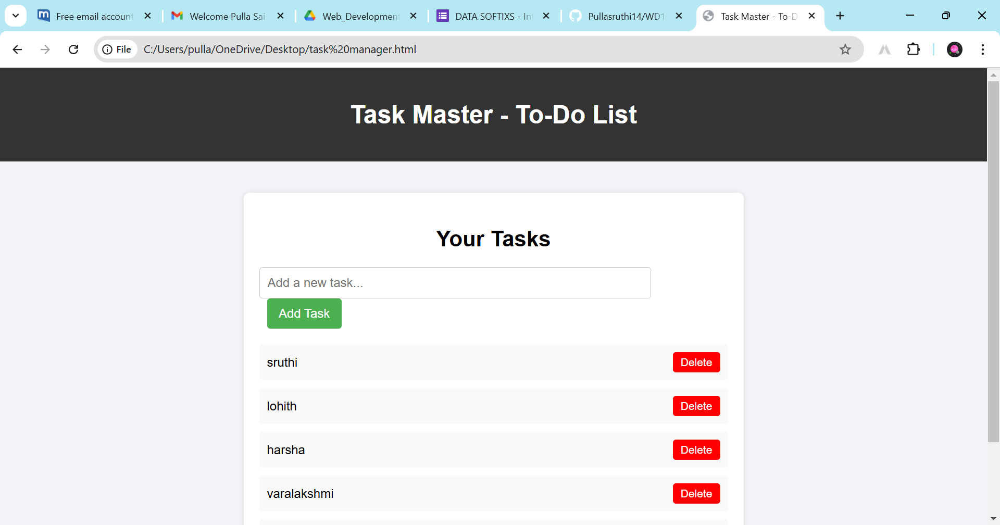 Free email account
Welcome Pulla Sai
Web_Development
DATA SOFTIXS - In
Pullasruthi14/WD1
Task Master - To-D
File
C:/Users/pulla/OneDrive/Desktop/task%20manager.html
Task Master - To-Do List
Your Tasks
Add a new task...
Add Task
sruthi Delete
lohith Delete
harsha Delete
varalakshmi Delete